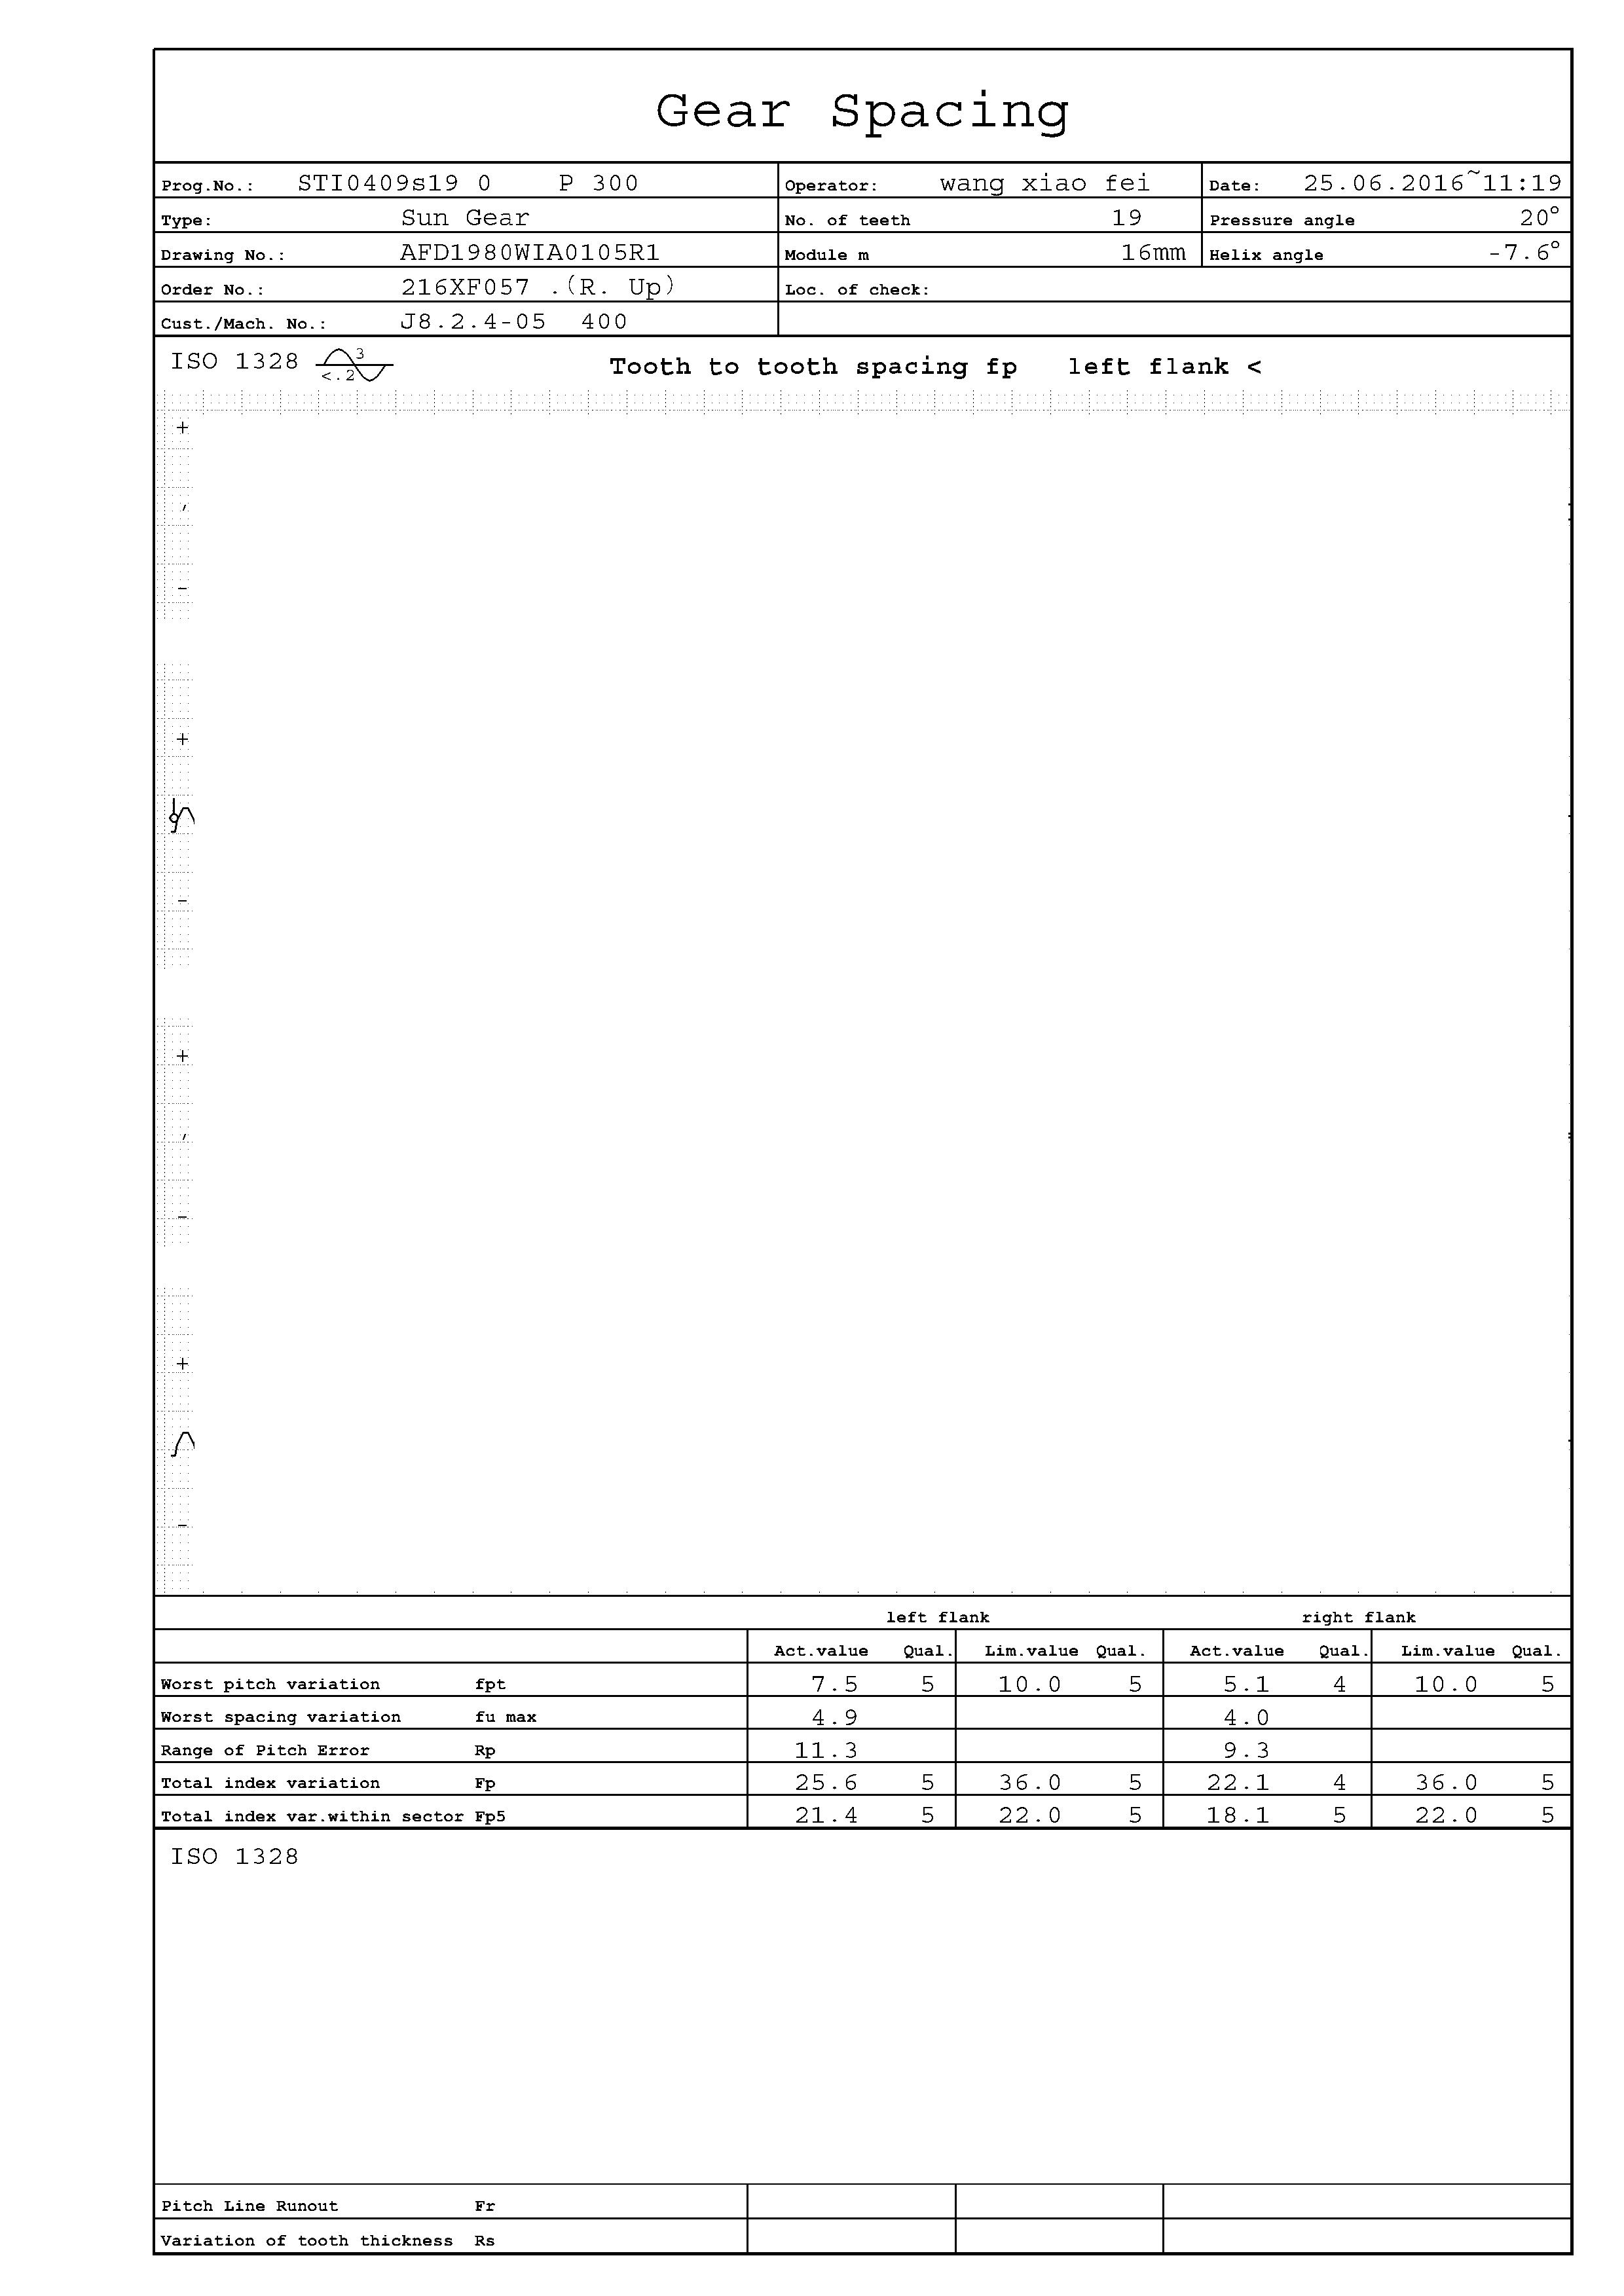 Gear Spacing
Prog.No.: STI0409s19 0 P 300 Operator: wang xiao fei Date: 25.06.2016~11:19
Type: Sun Gear No. of teeth 19 Pressure angle 20°
Drawing No.: AFD1980WIA0105R1 Module m 16mm Helix angle -7.6°
Order No.: 216XF057 .(R. Up) Loc. of check:
Cust./Mach. No.: J8.2.4-05 400
ISO 1328 3 <.2 Tooth to tooth spacing fp left flank <
+
-
+
-
+
-
+
-
left flank right flank
Act.value Qual. Lim.value Qual. Act.value Qual. Lim.value Qual.
Worst pitch variation fpt 7.5 5 10.0 5 5.1 4 10.0 5
Worst spacing variation fu max 4.9 4.0
Range of Pitch Error Rp 11.3 9.3
Total index variation Fp 25.6 5 36.0 5 22.1 4 36.0 5
Total index var.within sector Fp5 21.4 5 22.0 5 18.1 5 22.0 5
ISO 1328
Pitch Line Runout Fr
Variation of tooth thickness Rs